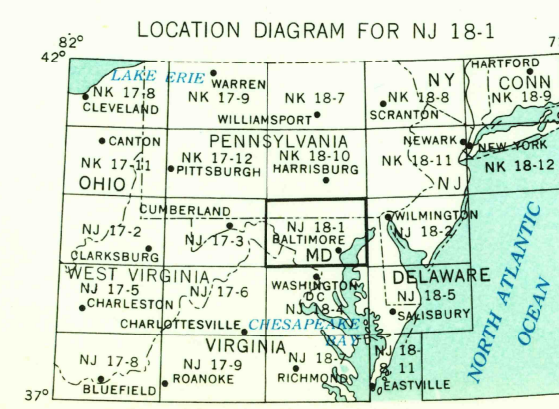 LOCATION DIAGRAM FOR NJ 18-1
82°
42°
LAKE ERIE
WARREN
NY
HARTFORD
CONN
NK 17-8
NK 17-9
NK 18-7
NK 18-8
NK 18-9
CLEVELAND
WILLIAMSPORT
SCRANTON
CANTON
PENNSYLVANIA
NEWARK
NEW YORK
NK 17-11
NK 17-12
NK 18-10
NK 18-11
NK 18-12
PITTSBURGH
HARRISBURG
OHIO
NJ
CUMBERLAND
WILMINGTON
NJ 17-2
NJ 17-3
NJ 18-1
NJ 18-2
BALTIMORE
CLARKSBURG
MD
WEST VIRGINIA
DELAWARE
NJ 17-5
NJ 17-6
WASHINGTON
DC
NJ 18-4
NJ 18-5
CHARLESTON
SALISBURY
CHARLOTTESVILLE
CHESAPEAKE
BAY
VIRGINIA
NJ 17-8
NJ 17-9
NJ 18-7
NJ 18-
11
ROANOKE
RICHMOND
BLUEFIELD
EASTVILLE
37°
NORTH ATLANTIC
OCEAN